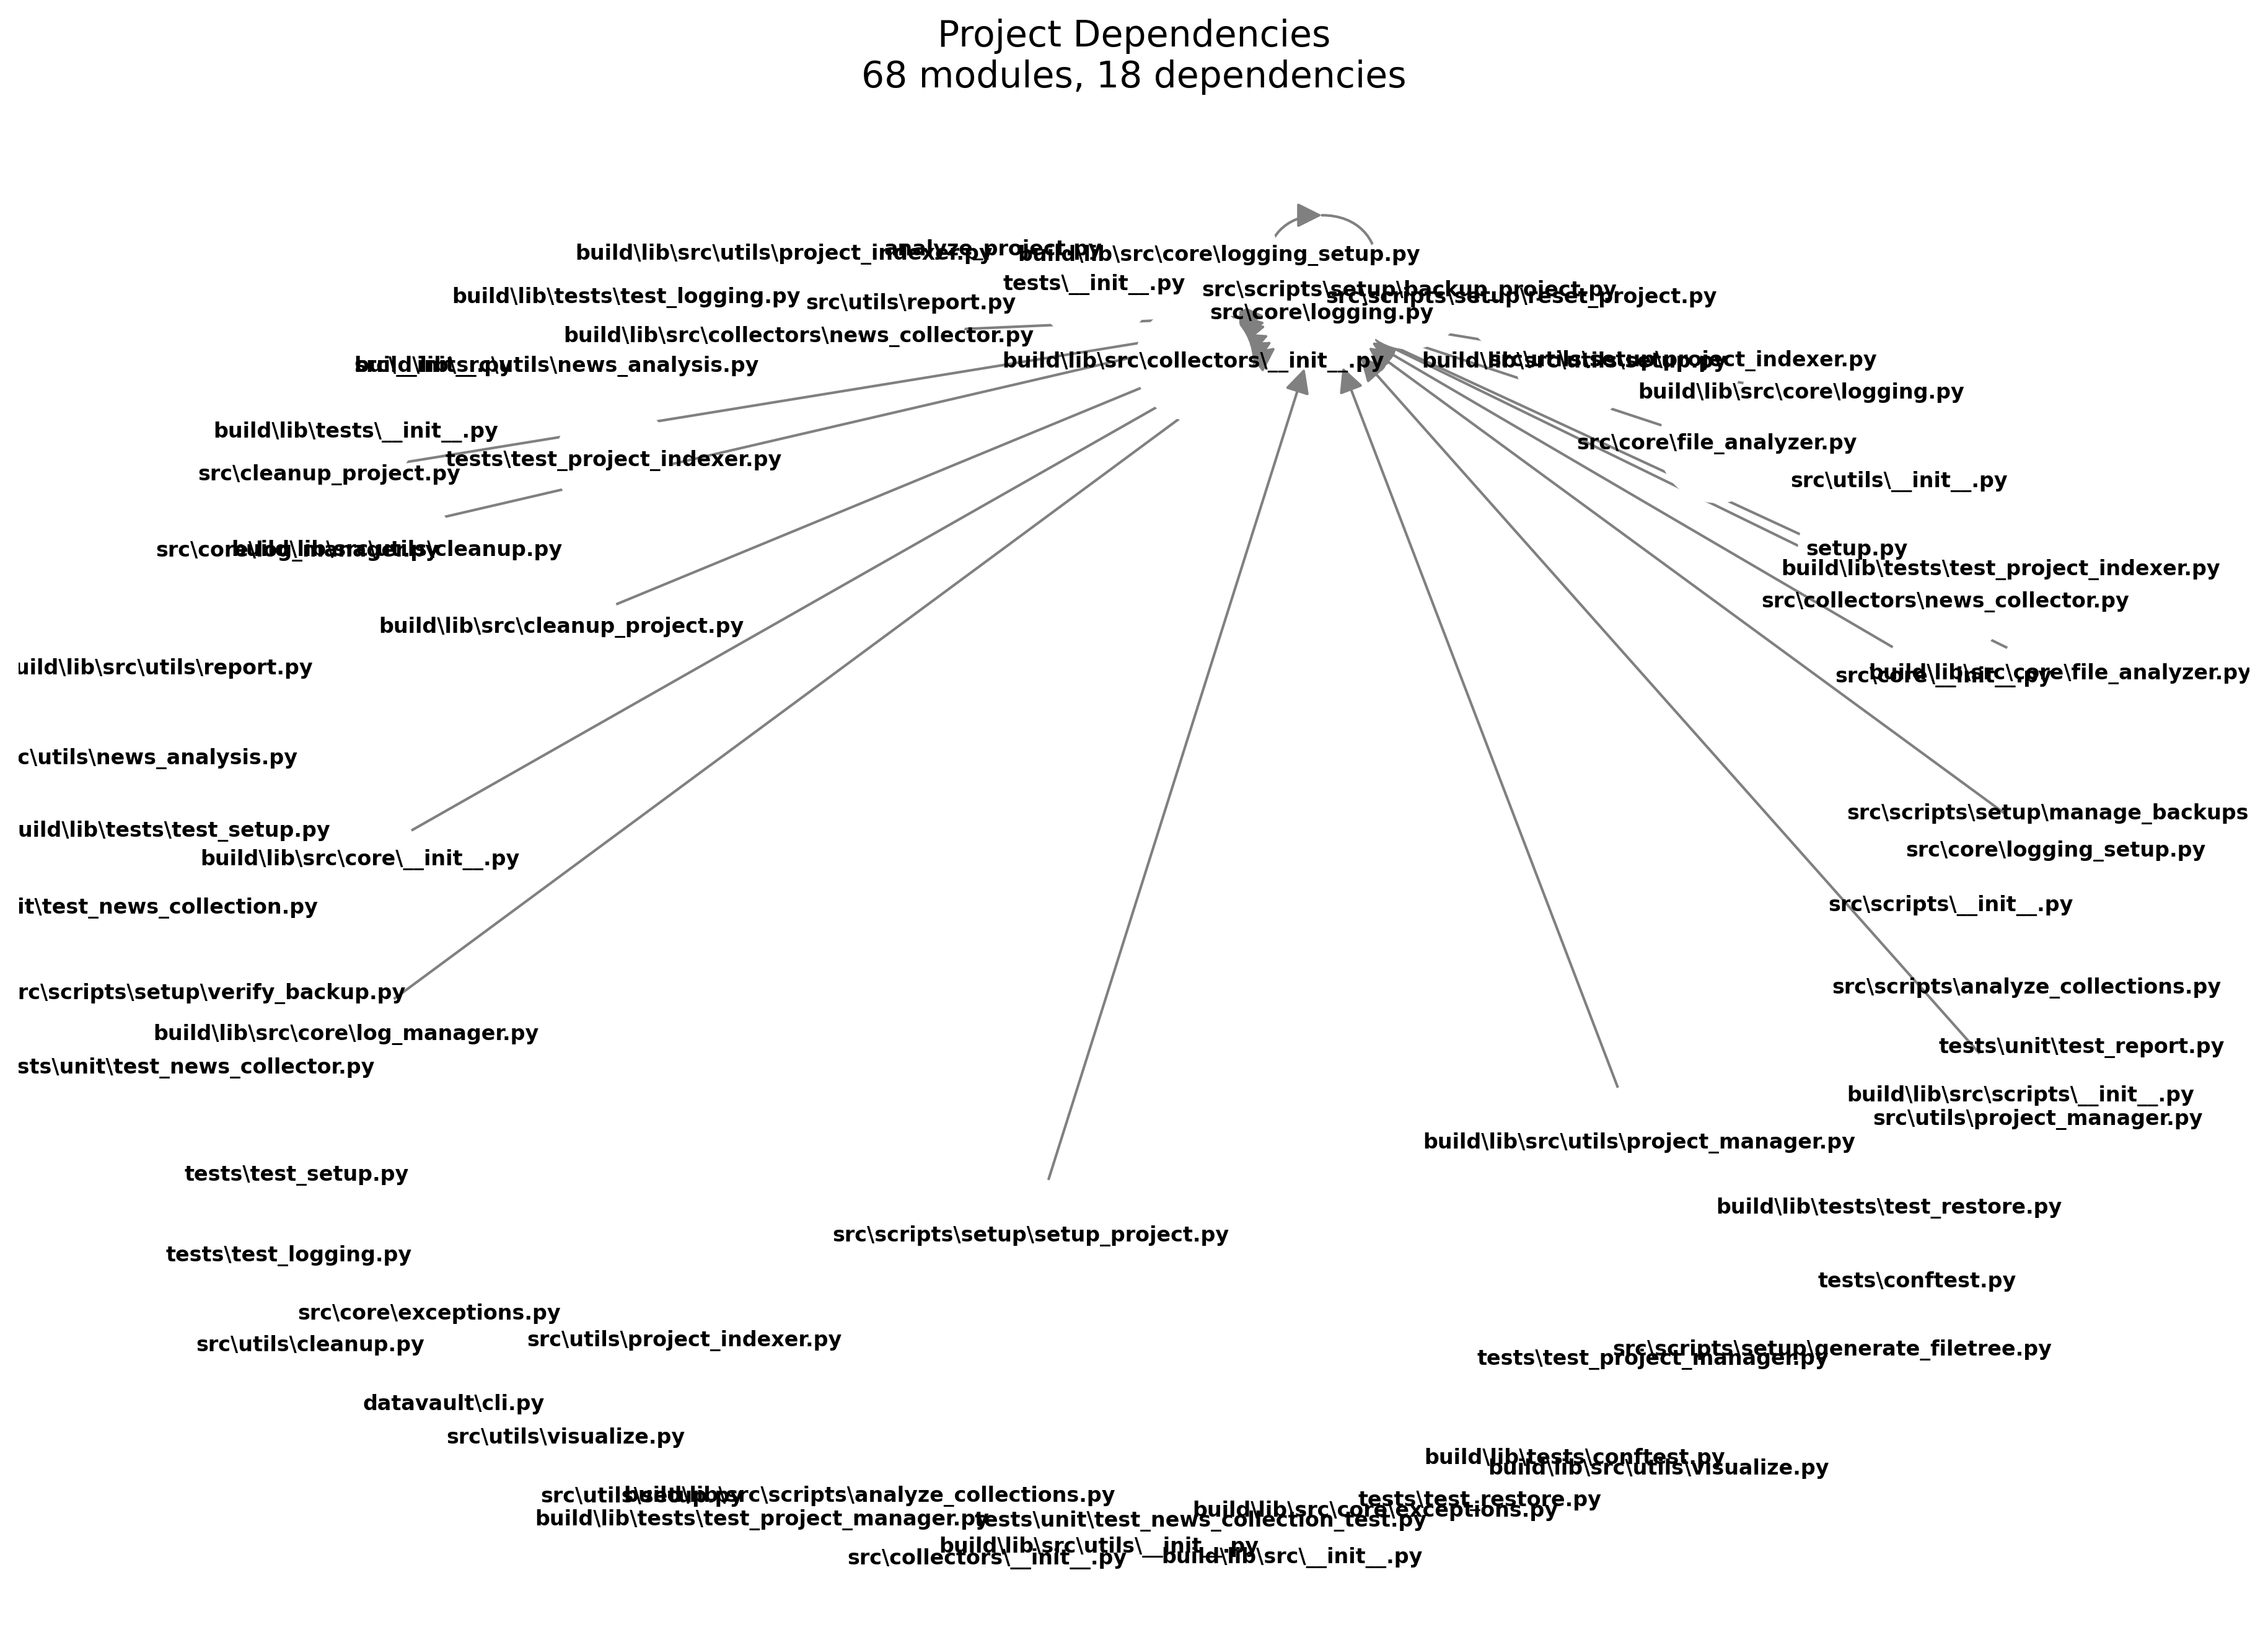 Project Dependencies
68 modules, 18 dependencies
build\lib\src\utils\project_indexer.py
analyze_project.py
build\lib\src\core\logging_setup.py
tests\__init__.py
src\scripts\setup\backup_project.py
src\scripts\setup\reset_project.py
build\lib\tests\test_logging.py
src\utils\report.py
src\core\logging.py
build\lib\src\collectors\news_collector.py
src\__init__.py
build\lib\src\utils\news_analysis.py
build\lib\src\collectors\__init__.py
build\lib\src\utils\setup.py
src\utils\setup\project_indexer.py
build\lib\src\core\logging.py
build\lib\tests\__init__.py
src\core\file_analyzer.py
tests\test_project_indexer.py
src\cleanup_project.py
src\utils\__init__.py
src\core\log_manager.py
build\lib\src\utils\cleanup.py
setup.py
build\lib\tests\test_project_indexer.py
src\collectors\news_collector.py
build\lib\src\cleanup_project.py
uild\lib\src\utils\report.py
src\core\__init__.py
build\lib\src\core\file_analyzer.py
c\utils\news_analysis.py
src\scripts\setup\manage_backups
uild\lib\tests\test_setup.py
src\core\logging_setup.py
build\lib\src\core\__init__.py
it\test_news_collection.py
src\scripts\__init__.py
rc\scripts\setup\verify_backup.py
src\scripts\analyze_collections.py
build\lib\src\core\log_manager.py
tests\unit\test_report.py
sts\unit\test_news_collector.py
build\lib\src\scripts\__init__.py
src\utils\project_manager.py
build\lib\src\utils\project_manager.py
tests\test_setup.py
build\lib\tests\test_restore.py
src\scripts\setup\setup_project.py
tests\test_logging.py
tests\conftest.py
src\core\exceptions.py
src\utils\cleanup.py
src\utils\project_indexer.py
src\scripts\setup\generate_filetree.py
tests\test_project_manager.py
datavault\cli.py
src\utils\visualize.py
build\lib\tests\conftest.py
build\lib\src\utils\visualize.py
src\utils\setup.py
build\lib\src\scripts\analyze_collections.py
tests\test_restore.py
build\lib\src\core\exceptions.py
build\lib\tests\test_project_manager.py
tests\unit\test_news_collection_test.py
build\lib\src\utils\__init__.py
src\collectors\__init__.py
build\lib\src\__init__.py